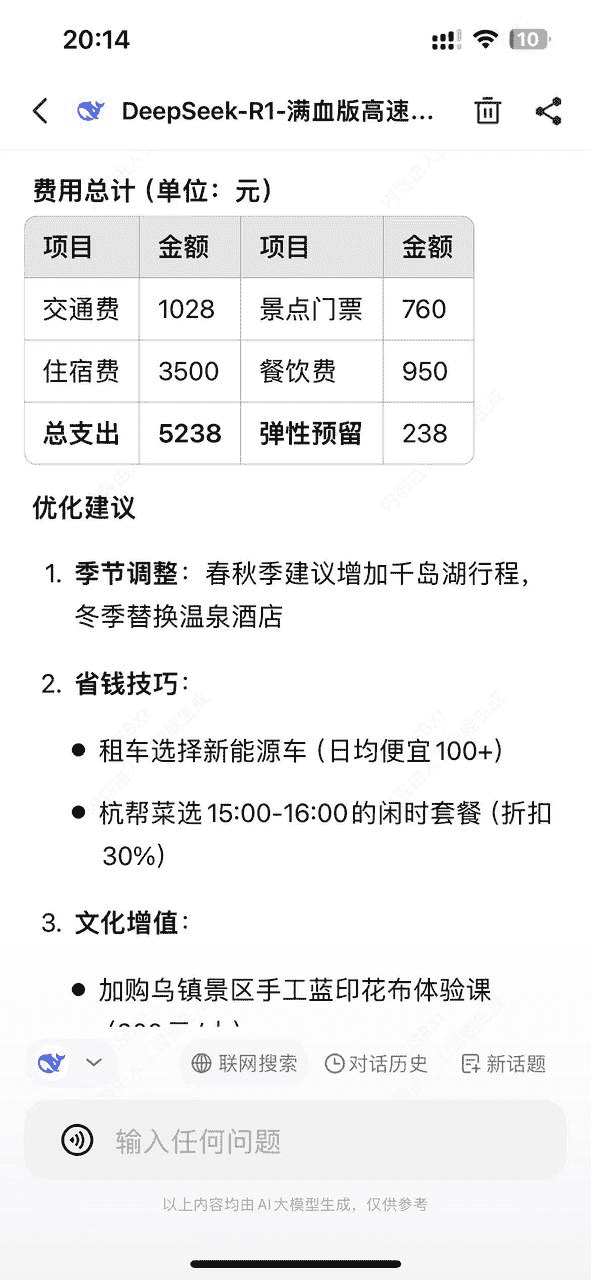 20:14
10
DeepSeek-R1-满血版高速...
费用总计（单位：元）
项目 金额 项目 金额
交通费 1028 景点门票 760
住宿费 3500 餐饮费 950
总支出 5238 弹性预留 238
优化建议
1. 季节调整：春秋季建议增加千岛湖行程，
冬季替换温泉酒店
2. 省钱技巧：
● 租车选择新能源车（日均便宜100+）
● 杭帮菜选15:00-16:00的闲时套餐（折扣
30%）
3. 文化增值：
● 加购乌镇景区手工蓝印花布体验课
联网搜索 对话历史 新话题
输入任何问题
以上内容均由AI大模型生成，仅供参考